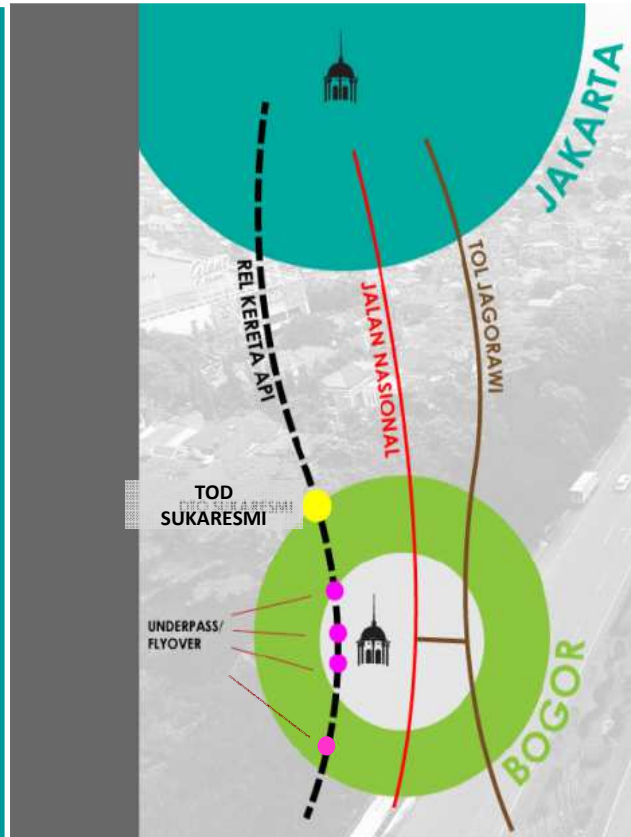 JAKARTA
REL KERETA API
JALAN NASIONAL
TOL JAGORAWI
TOD
SUKARESMI
UNDERPASS/
FLYOVER
BOGOR